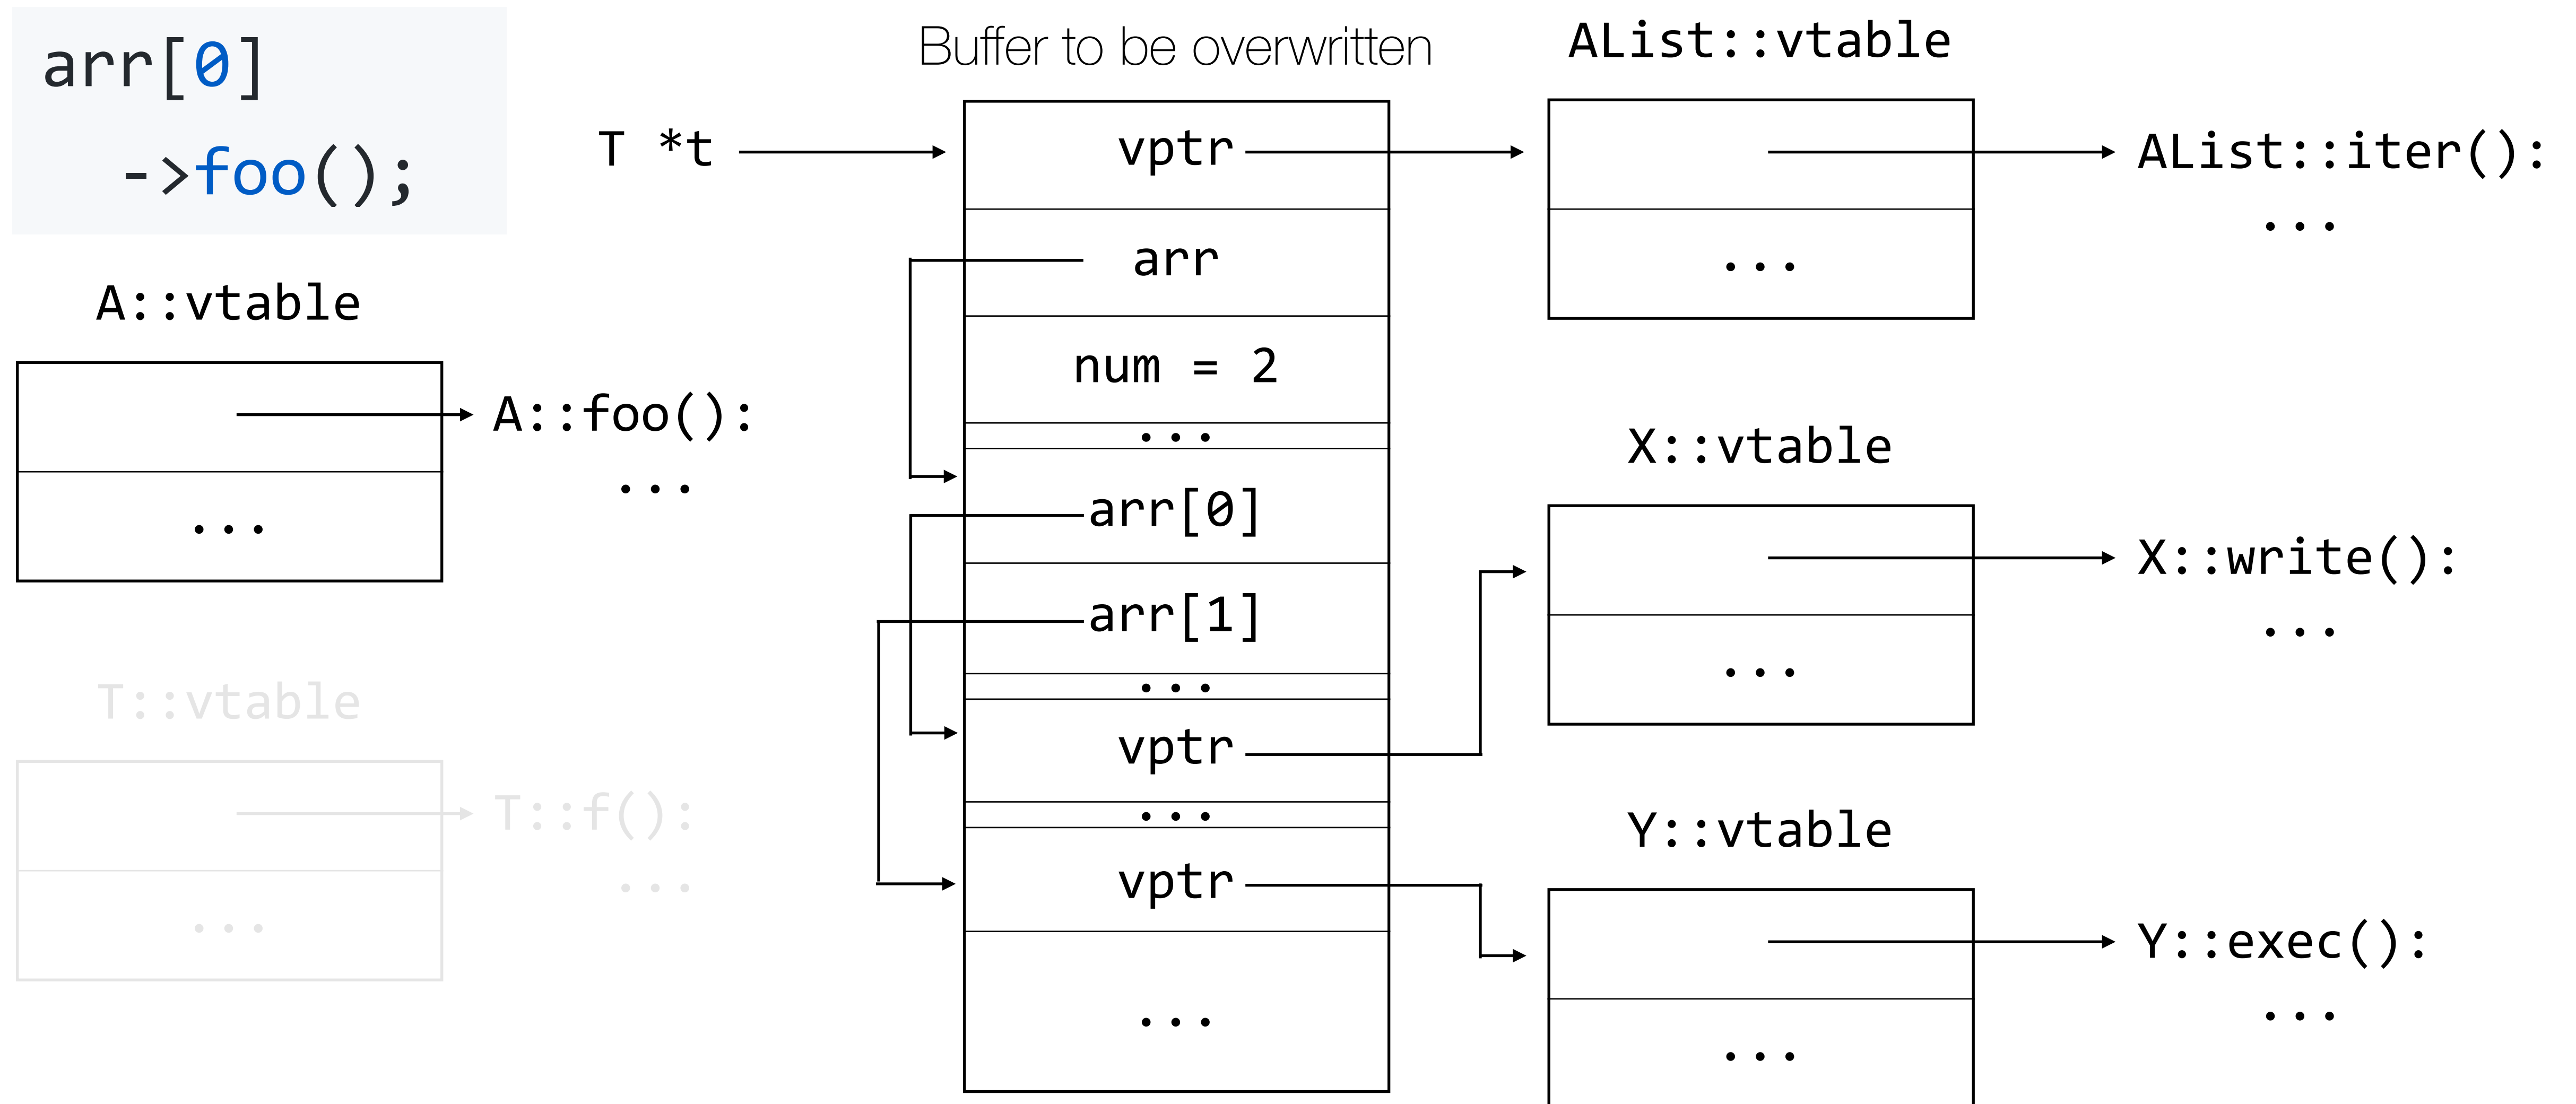 arr[0]
->foo();
A::vtable
A::foo():
...
...
T::vtable
T::f():
...
...
Buffer to be overwritten
T *t
vptr
arr
num = 2
...
arr[0]
arr[1]
...
vptr
...
vptr
...
AList::vtable
AList::iter():
...
...
X::vtable
X::write():
...
...
Y::vtable
Y::exec():
...
...